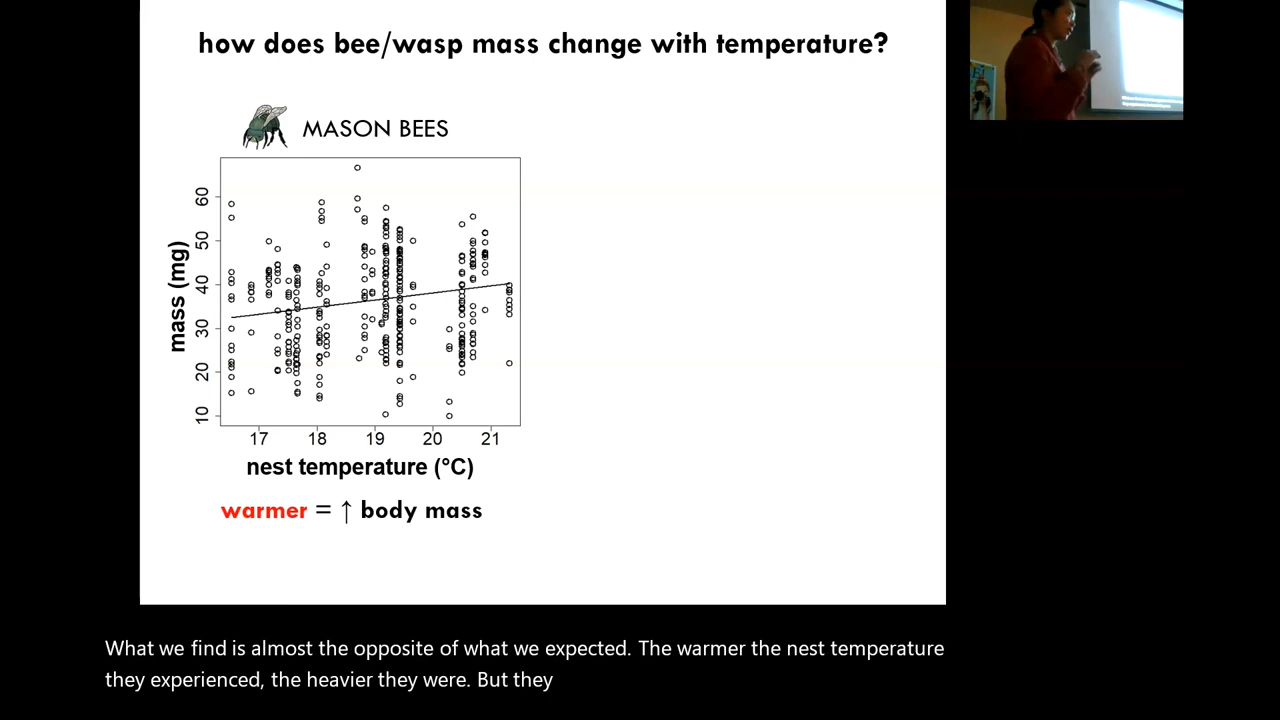 how does bee/wasp mass change with temperature?
MASON BEES
60
50
40
30
20
10
mass (mg)
17 18 19 20 21
nest temperature (°C)
warmer = ↑ body mass
What we find is almost the opposite of what we expected. The warmer the nest temperature
they experienced, the heavier they were. But they